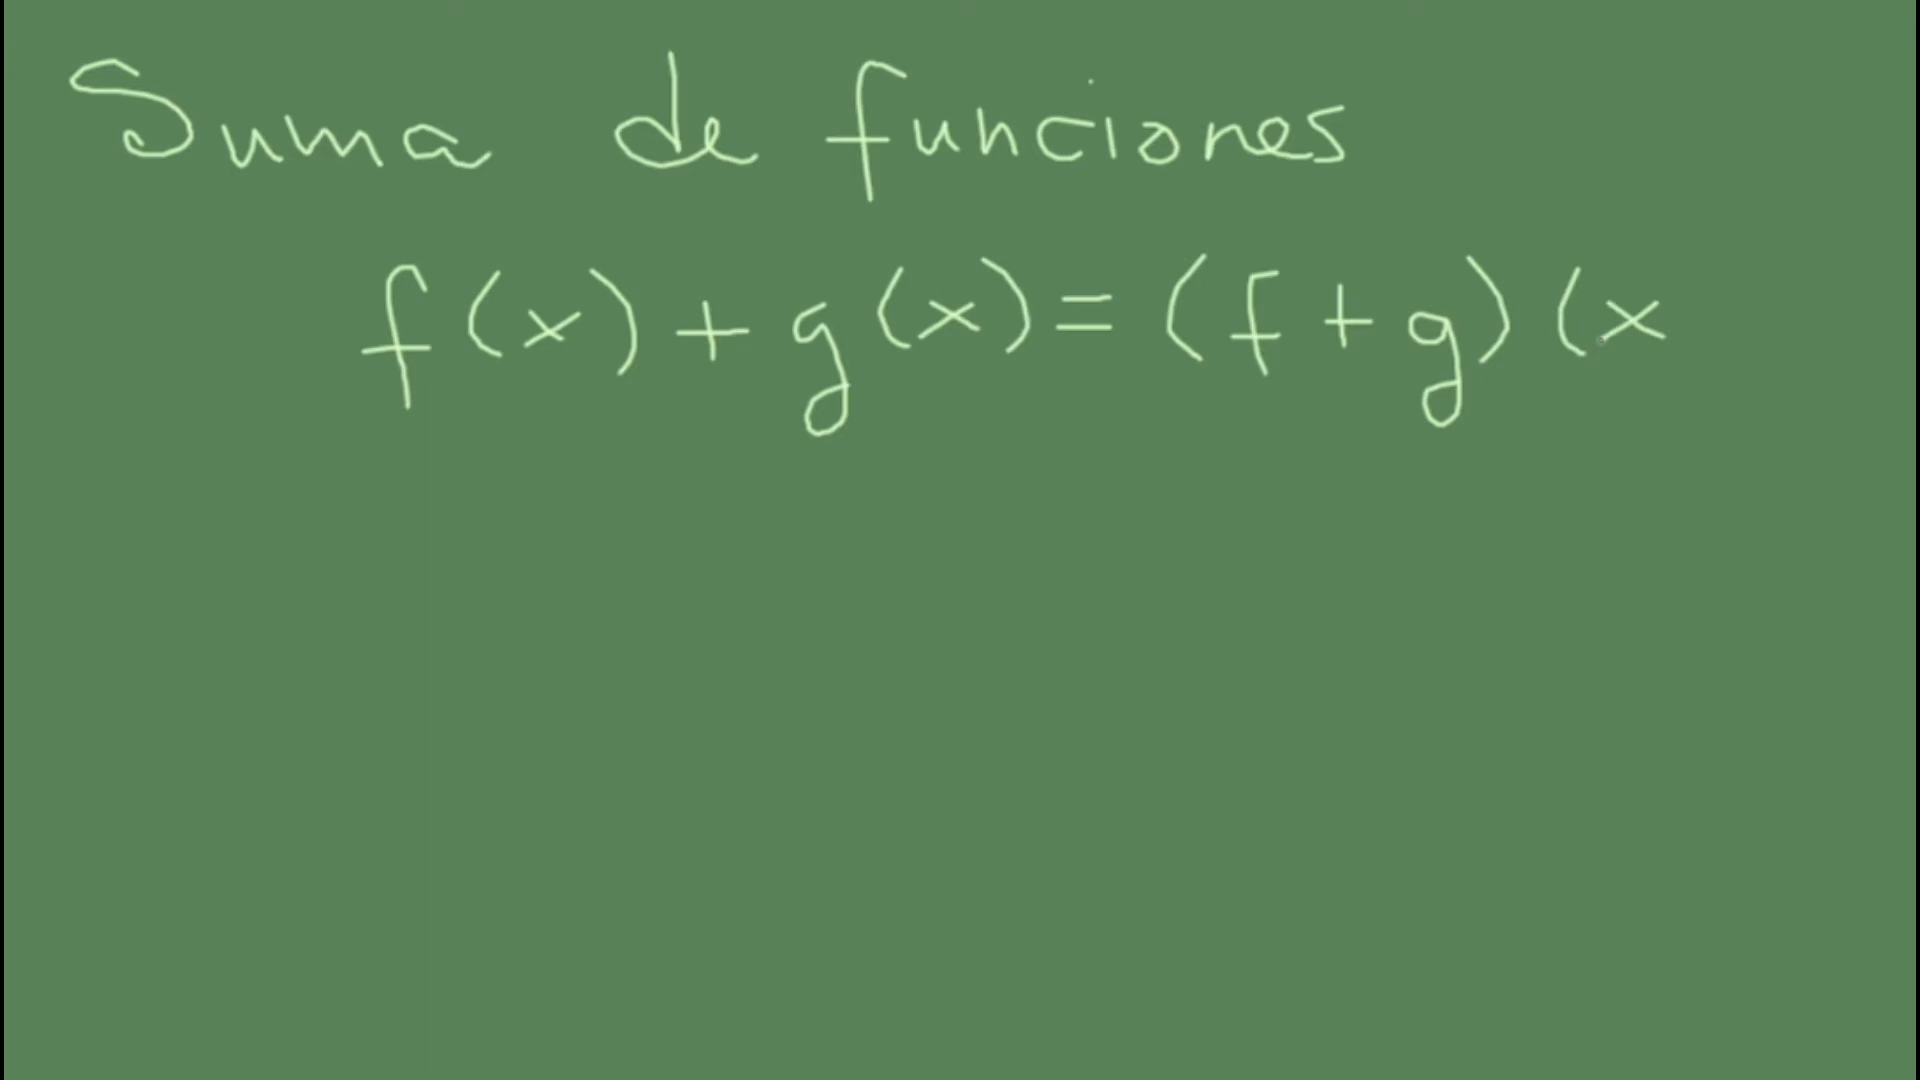 Suma de funciones
f(x)+g(x)=(f+g)(x